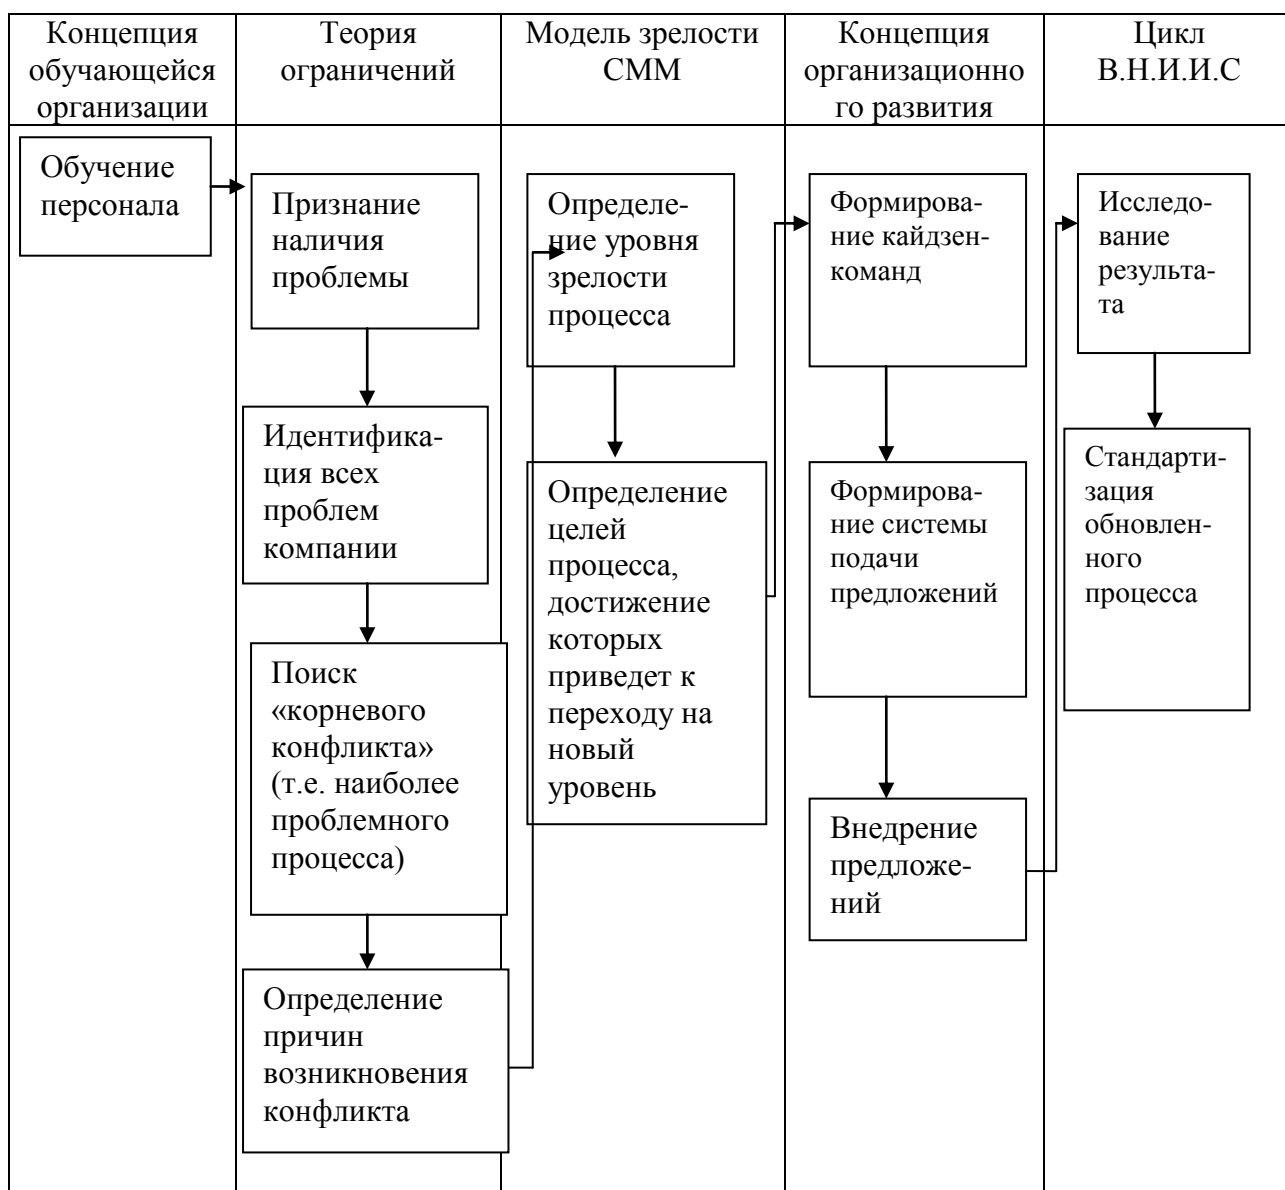 Концепция
обучающейся
организации
Теория
ограничений
Модель зрелости
СММ
Концепция
организационно
го развития
Цикл
В.Н.И.И.С
Обучение
персонала
Признание
наличия
проблемы
Идентифика-
ция всех
проблем
компании
Поиск
«корневого
конфликта»
(т.е. наиболее
проблемного
процесса)
Определение
причин
возникновения
конфликта
Определе-
ние уровня
зрелости
процесса
Определение
целей
процесса,
достижение
которых
приведет к
переходу на
новый
уровень
Формирова-
ние кайдзен-
команд
Формирова-
ние системы
подачи
предложений
Внедрение
предложе-
ний
Исследо-
вание
результа-
та
Стандарти-
зация
обновлен-
ного
процесса